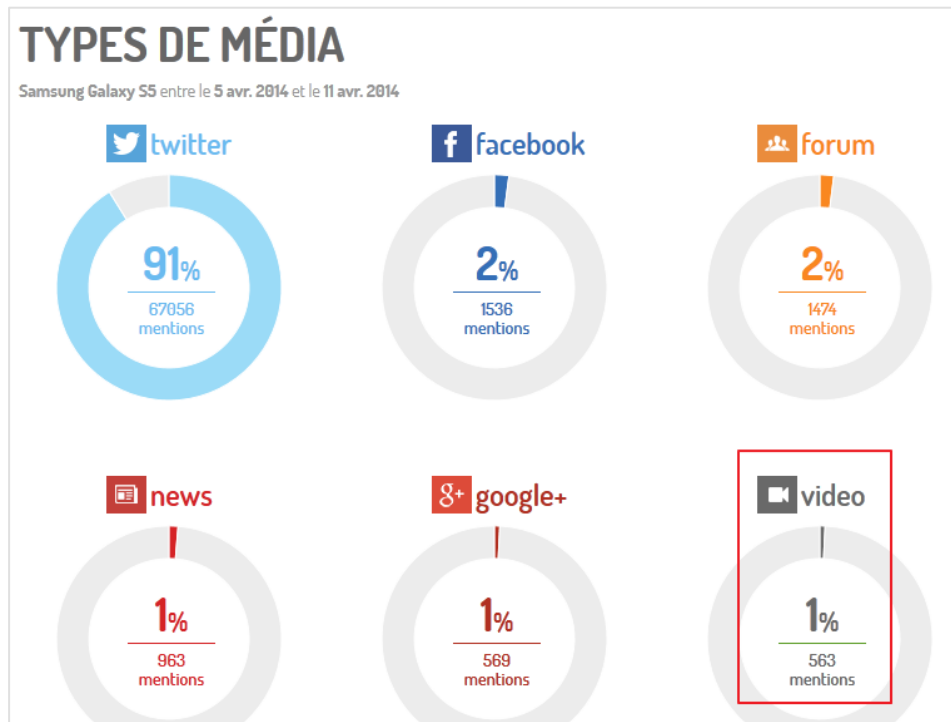 TYPES DE MÉDIA
Samsung Galaxy S5 entre le 5 avr. 2014 et le 11 avr. 2014
twitter
facebook
forum
91%
67056
mentions
2%
1536
mentions
2%
1474
mentions
news
google+
video
1%
963
mentions
1%
569
mentions
1%
563
mentions